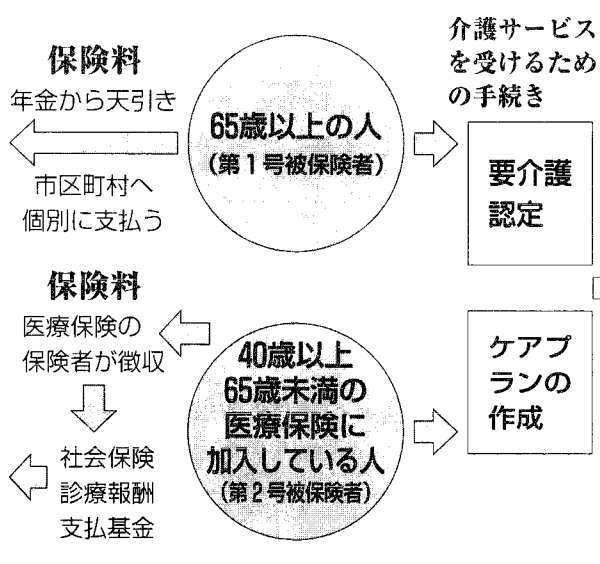 保険料
年金から天引き
市区町村へ
個別に支払う
65歳以上の人
(第1号被保険者)
介護サービス
を受けるため
の手続き
要介護
認定
保険料
医療保険の
保険者が徴収
社会保険
診療報酬
支払基金
40歳以上
65歳未満の
医療保険に
加入している人
(第2号被保険者)
ケアプ
ランの
作成